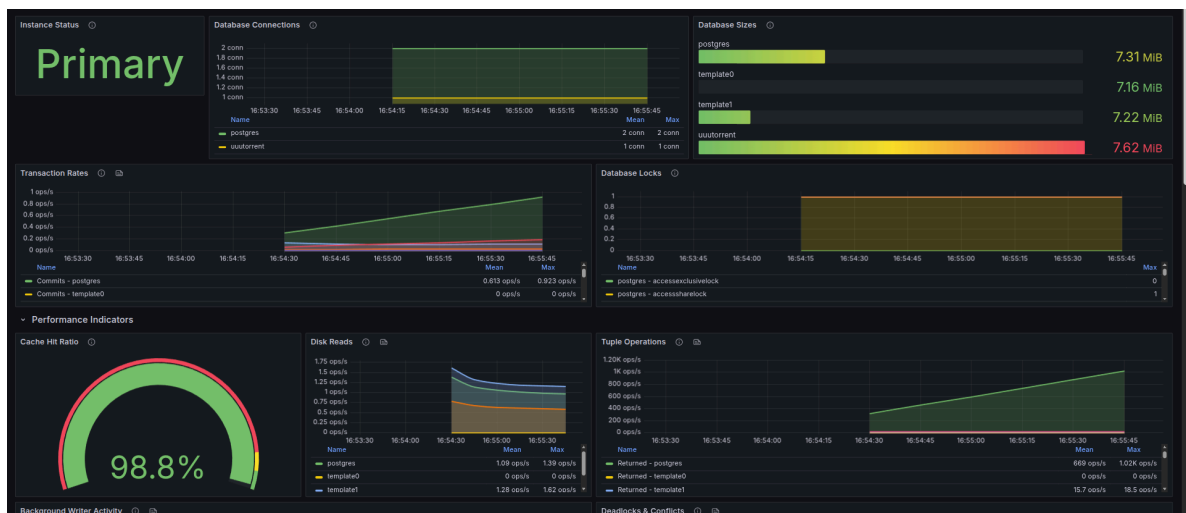 Instance Status
Primary
Database Connections
2 conn
1.8 conn
1.6 conn
1.4 conn
1.2 conn
1 conn
16:53:30 16:53:45 16:54:00 16:54:15 16:54:30 16:54:45 16:55:00 16:55:15 16:55:30 16:55:45
Name Mean Max
postgres 2 conn 2 conn
uuutorrent 1 conn 1 conn
Database Sizes
postgres
7.31 MiB
template0
7.16 MiB
template1
7.22 MiB
uuutorrent
7.62 MiB
Transaction Rates
1 ops/s
0.8 ops/s
0.6 ops/s
0.4 ops/s
0.2 ops/s
0 ops/s
16:53:30 16:53:45 16:54:00 16:54:15 16:54:30 16:54:45 16:55:00 16:55:15 16:55:30 16:55:45
Name Mean Max
Commits - postgres 0.613 ops/s 0.923 ops/s
Commits - template0 0 ops/s 0 ops/s
Database Locks
1
0.8
0.6
0.4
0.2
0
16:53:30 16:53:45 16:54:00 16:54:15 16:54:30 16:54:45 16:55:00 16:55:15 16:55:30 16:55:45
Name Max
postgres - accessexclusivelock 0
postgres - accesssharelock 1
Performance Indicators
Cache Hit Ratio
98.8%
Disk Reads
1.75 ops/s
1.5 ops/s
1.25 ops/s
1 ops/s
0.75 ops/s
0.5 ops/s
0.25 ops/s
0 ops/s
16:53:30 16:54:00 16:54:30 16:55:00 16:55:30
Name Mean Max
postgres 1.09 ops/s 1.39 ops/s
template0 0 ops/s 0 ops/s
template1 1.28 ops/s 1.62 ops/s
Tuple Operations
1.20K ops/s
1K ops/s
800 ops/s
600 ops/s
400 ops/s
200 ops/s
0 ops/s
16:53:30 16:53:45 16:54:00 16:54:15 16:54:30 16:54:45 16:55:00 16:55:15 16:55:30 16:55:45
Name Mean Max
Returned - postgres 669 ops/s 1.02K ops/s
Returned - template0 0 ops/s 0 ops/s
Returned - template1 15.7 ops/s 18.5 ops/s
Background Writer Activity
Deadlocks & Conflicts